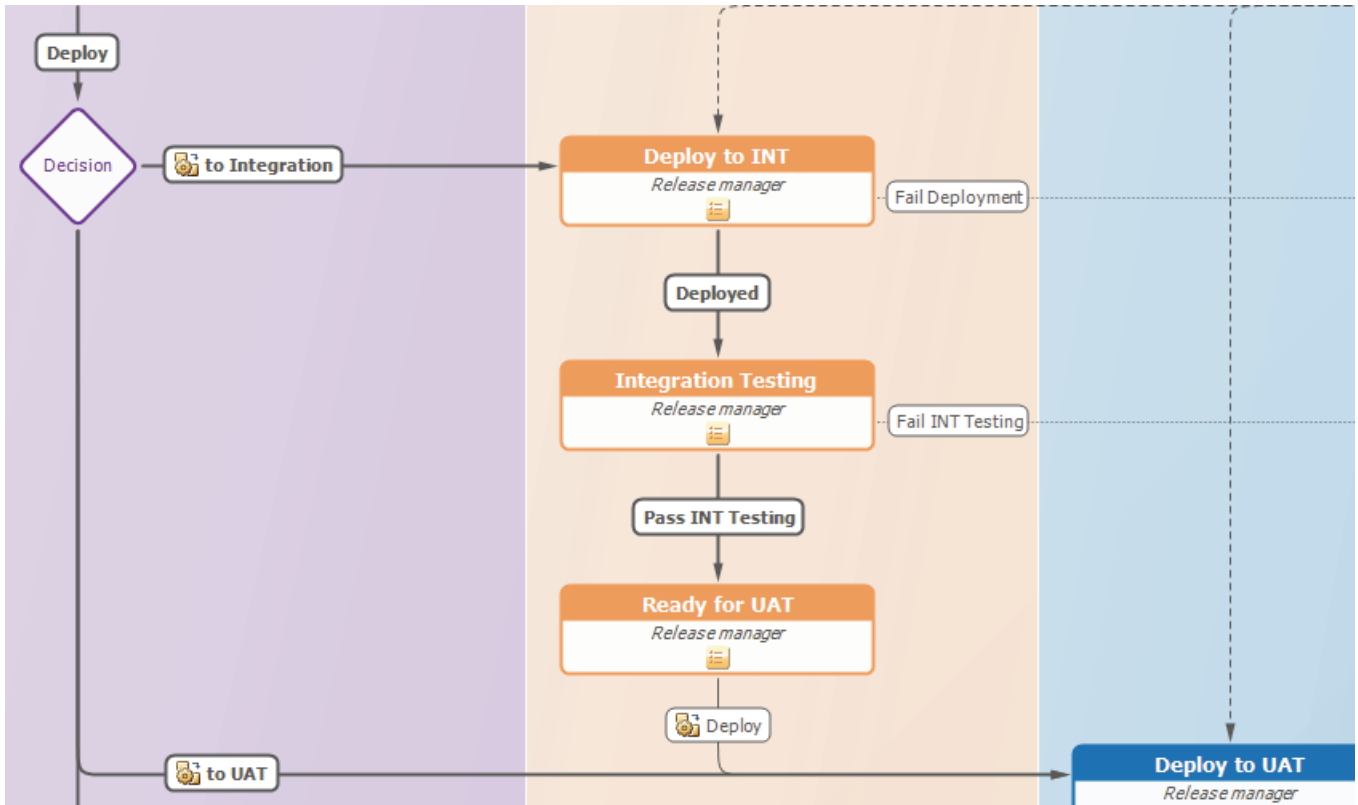 Deploy
Decision
to Integration
Deploy to INT
Release manager
Fail Deployment
Deployed
Integration Testing
Release manager
Fail INT Testing
Pass INT Testing
Ready for UAT
Release manager
Deploy
to UAT
Deploy to UAT
Release manager